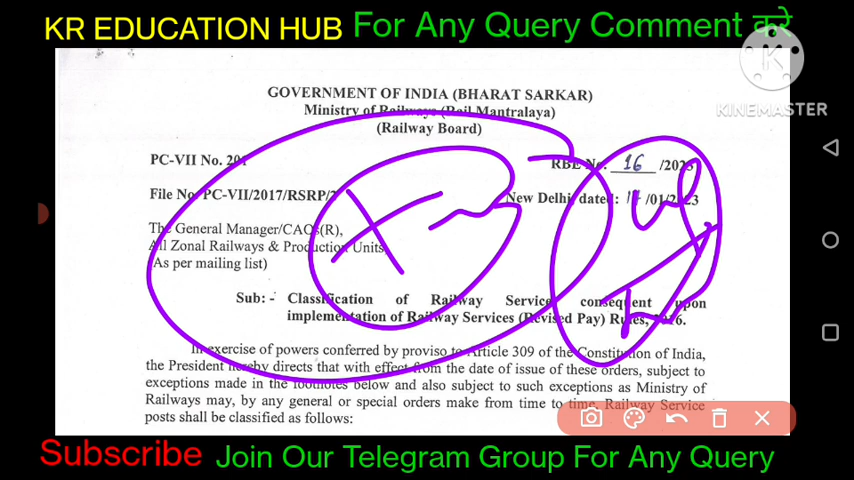 KR EDUCATION HUB For Any Query Comment करे
KINEMASTER
GOVERNMENT OF INDIA (BHARAT SARKAR)
Ministry of Railways (Rail Mantralaya)
(Railway Board)
PC-VII No. 201
RBE No. 16 /2023
File No. PC-VII/2017/RSRP/2
New Delhi, dated: /01/2023
The General Manager/CAOs(R),
All Zonal Railways & Production Units
(As per mailing list)
Sub: - Classification of Railway Service consequent upon
implementation of Railway Services (Revised Pay) Rules, 2016.
In exercise of powers conferred by proviso to Article 309 of the Constitution of India,
the President hereby directs that with effect from the date of issue of these orders, subject to
exceptions made in the footnotes below and also subject to such exceptions as Ministry of
Railways may, by any general or special orders make from time to time, Railway Service
posts shall be classified as follows:
Subscribe Join Our Telegram Group For Any Query